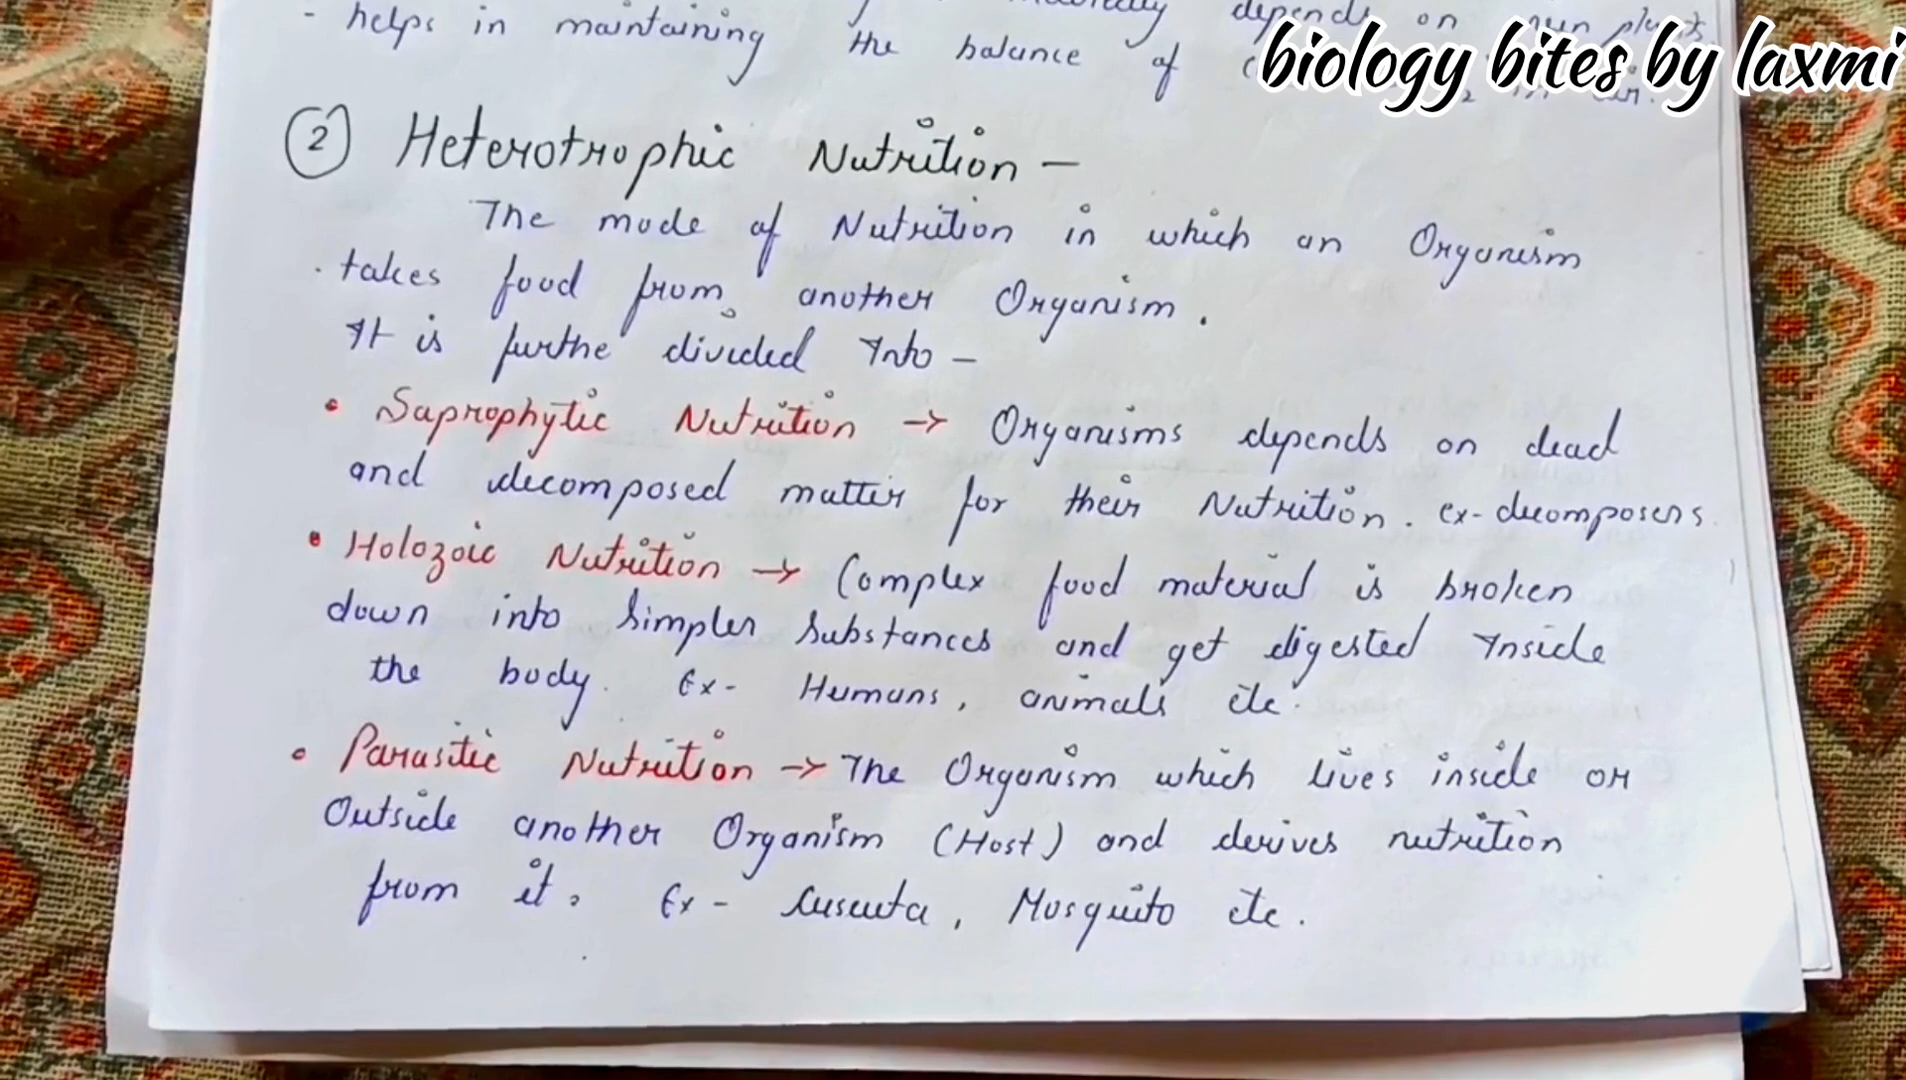 depends on
- helps in maintaining the balance of
biology bites by laxmi
② Heterotrophic Nutrition —
The mode of Nutrition in which an Organism
takes food from another Organism.
It is furthe divided Into —
• Saprophytic Nutrition → Organisms depends on dead
and decomposed matter for their Nutrition. ex- decomposers
• Holozoic Nutrition → Complex food material is broken
down into Simpler Substances and get digested Inside
the body. Ex- Humans, animals etc.
• Parasitic Nutrition → The Organism which lives inside or
Outside another Organism (Host) and derives nutrition
from it. Ex - Cuscuta, Mosquito etc.